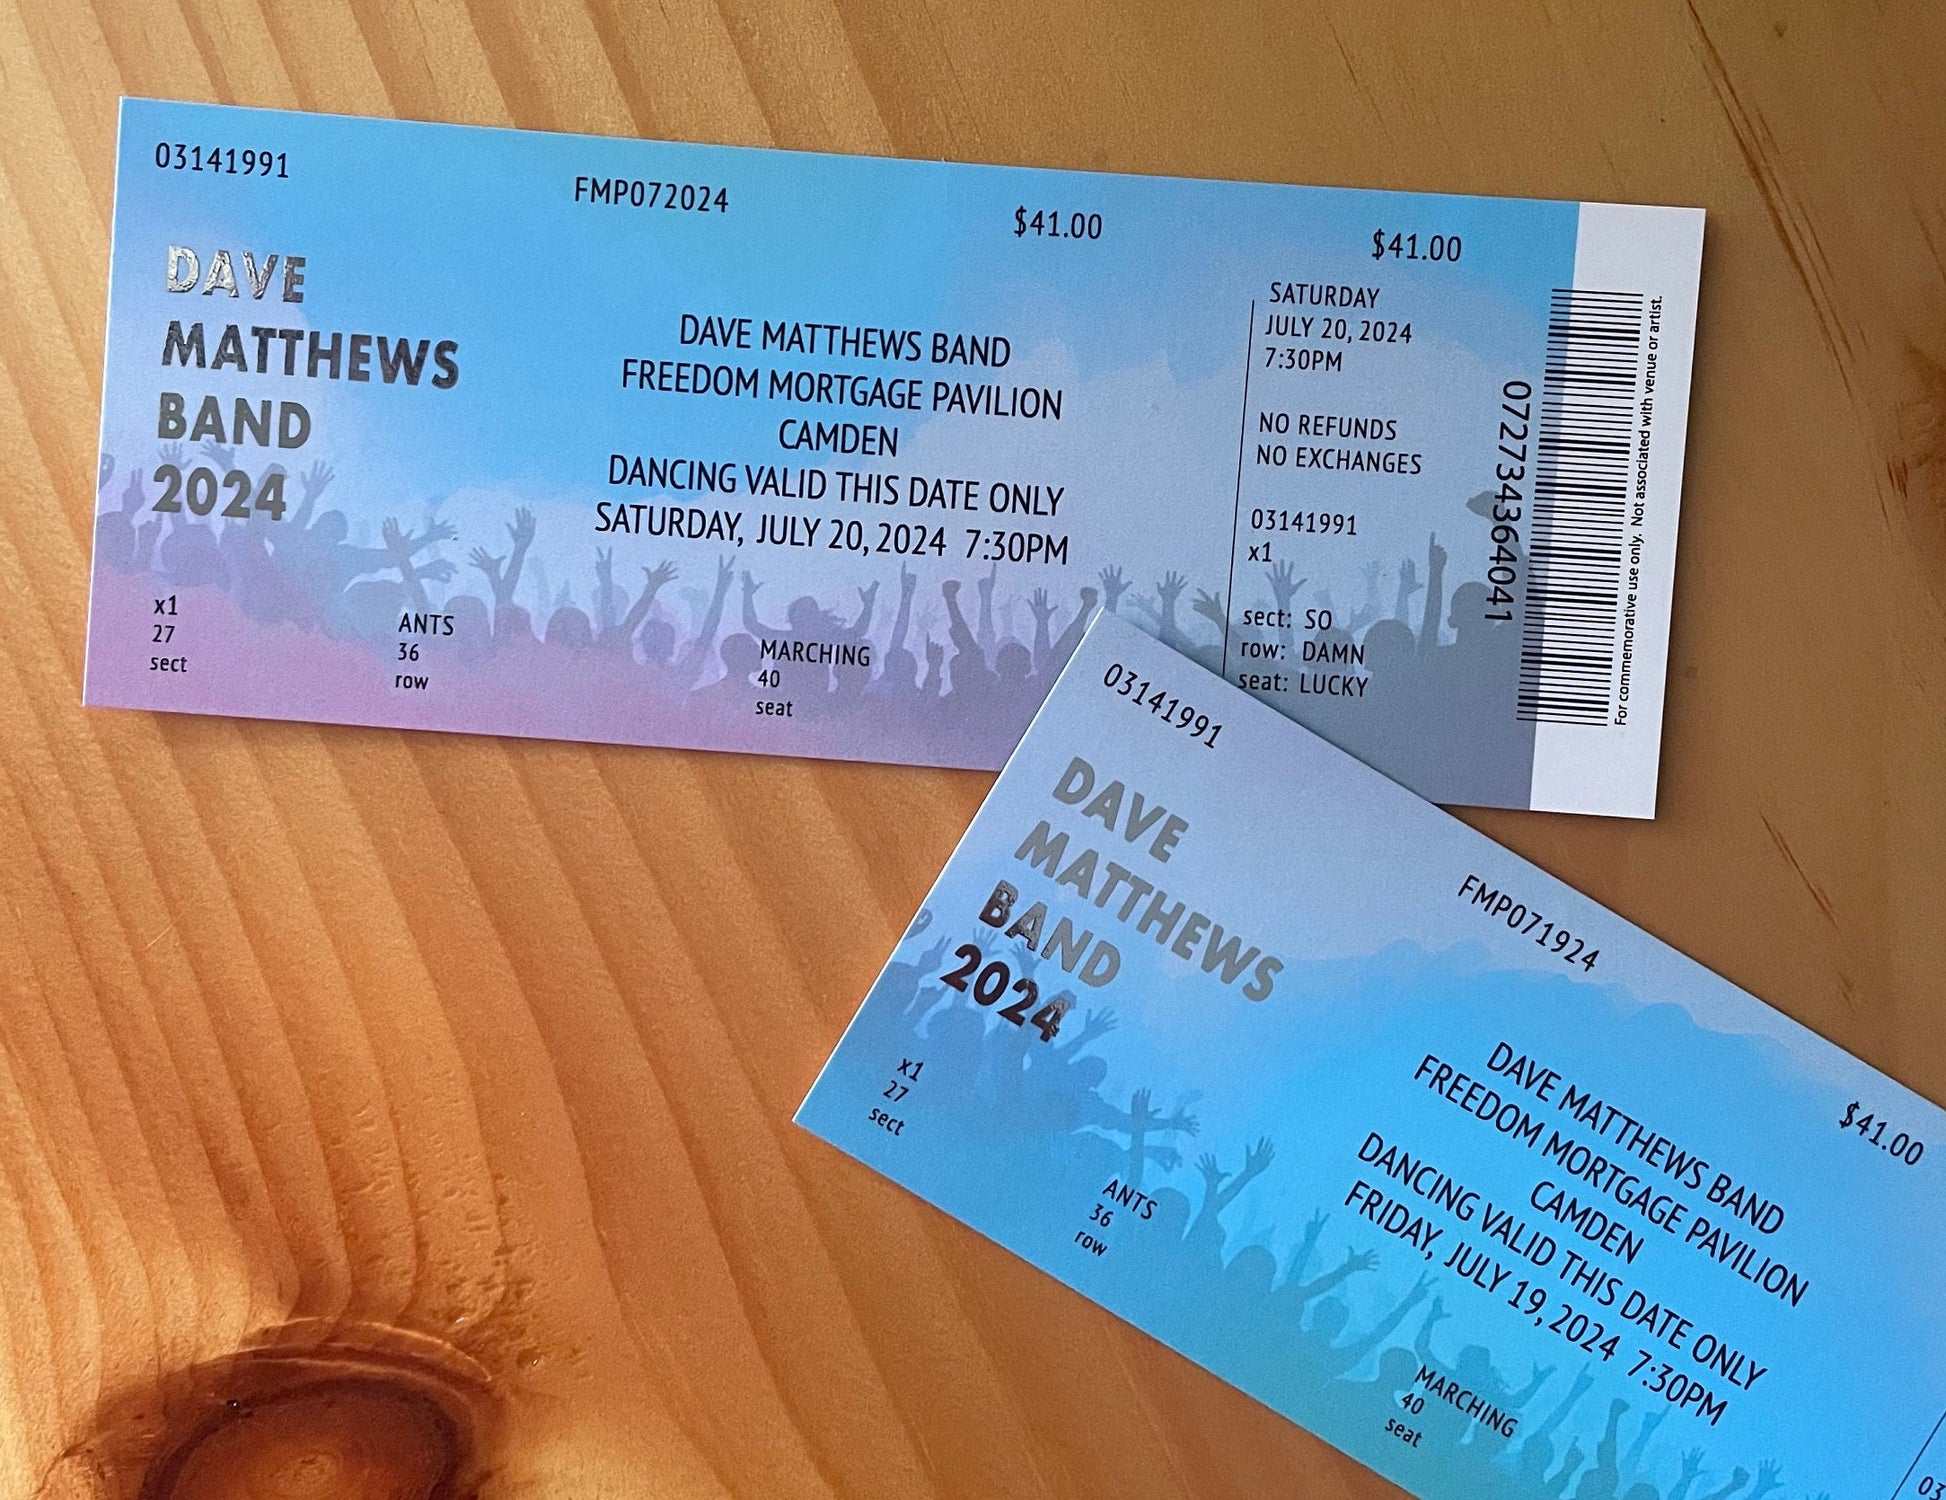 03141991
FMP072024
$41.00
$41.00
DAVE
MATTHEWS
BAND
2024
DAVE MATTHEWS BAND
FREEDOM MORTGAGE PAVILION
CAMDEN
DANCING VALID THIS DATE ONLY
SATURDAY, JULY 20, 2024 7:30PM
x1
27
sect
ANTS
36
row
MARCHING
40
seat
SATURDAY
JULY 20, 2024
7:30PM
NO REFUNDS
NO EXCHANGES
03141991
x1
sect: SO
row: DAMN
seat: LUCKY
072734364041
For commemorative use only. Not associated with venue or artist.
03141991
FMP071924
$41.00
DAVE
MATTHEWS
BAND
2024
DAVE MATTHEWS BAND
FREEDOM MORTGAGE PAVILION
CAMDEN
DANCING VALID THIS DATE ONLY
FRIDAY, JULY 19, 2024 7:30PM
x1
27
sect
ANTS
36
row
MARCHING
40
seat